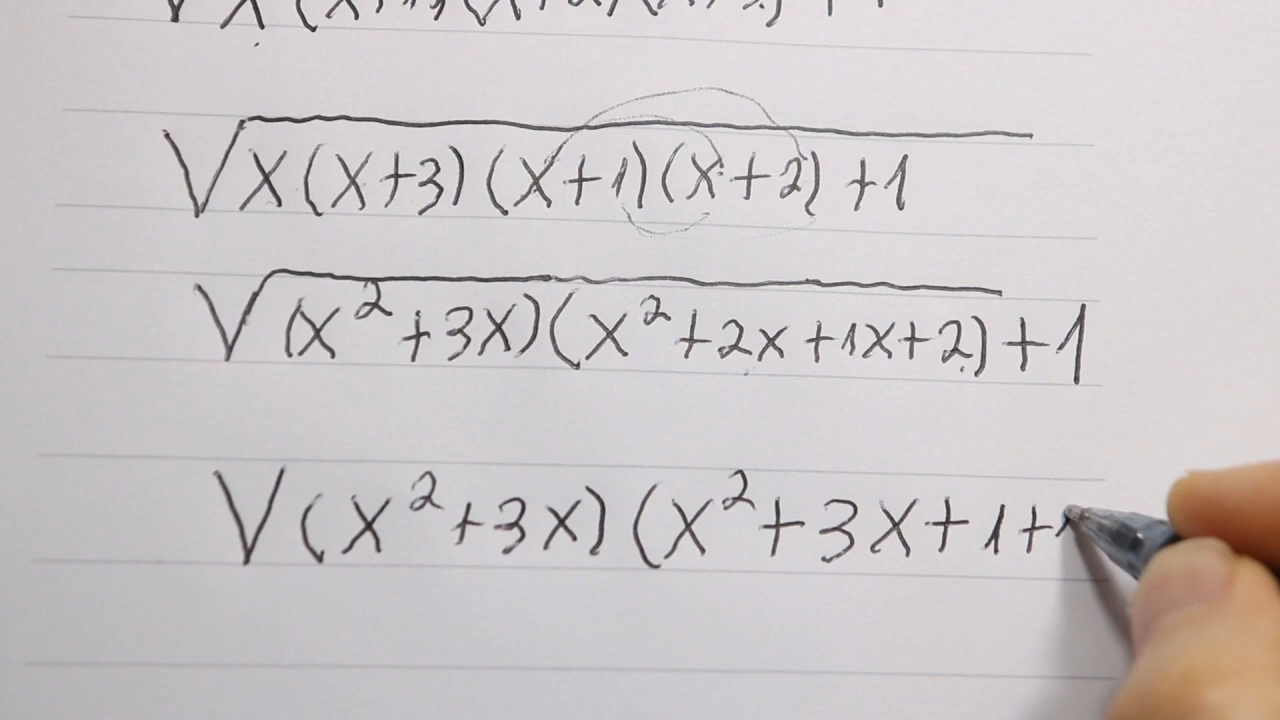 √x(x+3)(x+1)(x+2)+1
√(x²+3x)(x²+2x+1x+2)+1
√(x²+3x)(x²+3x+1+